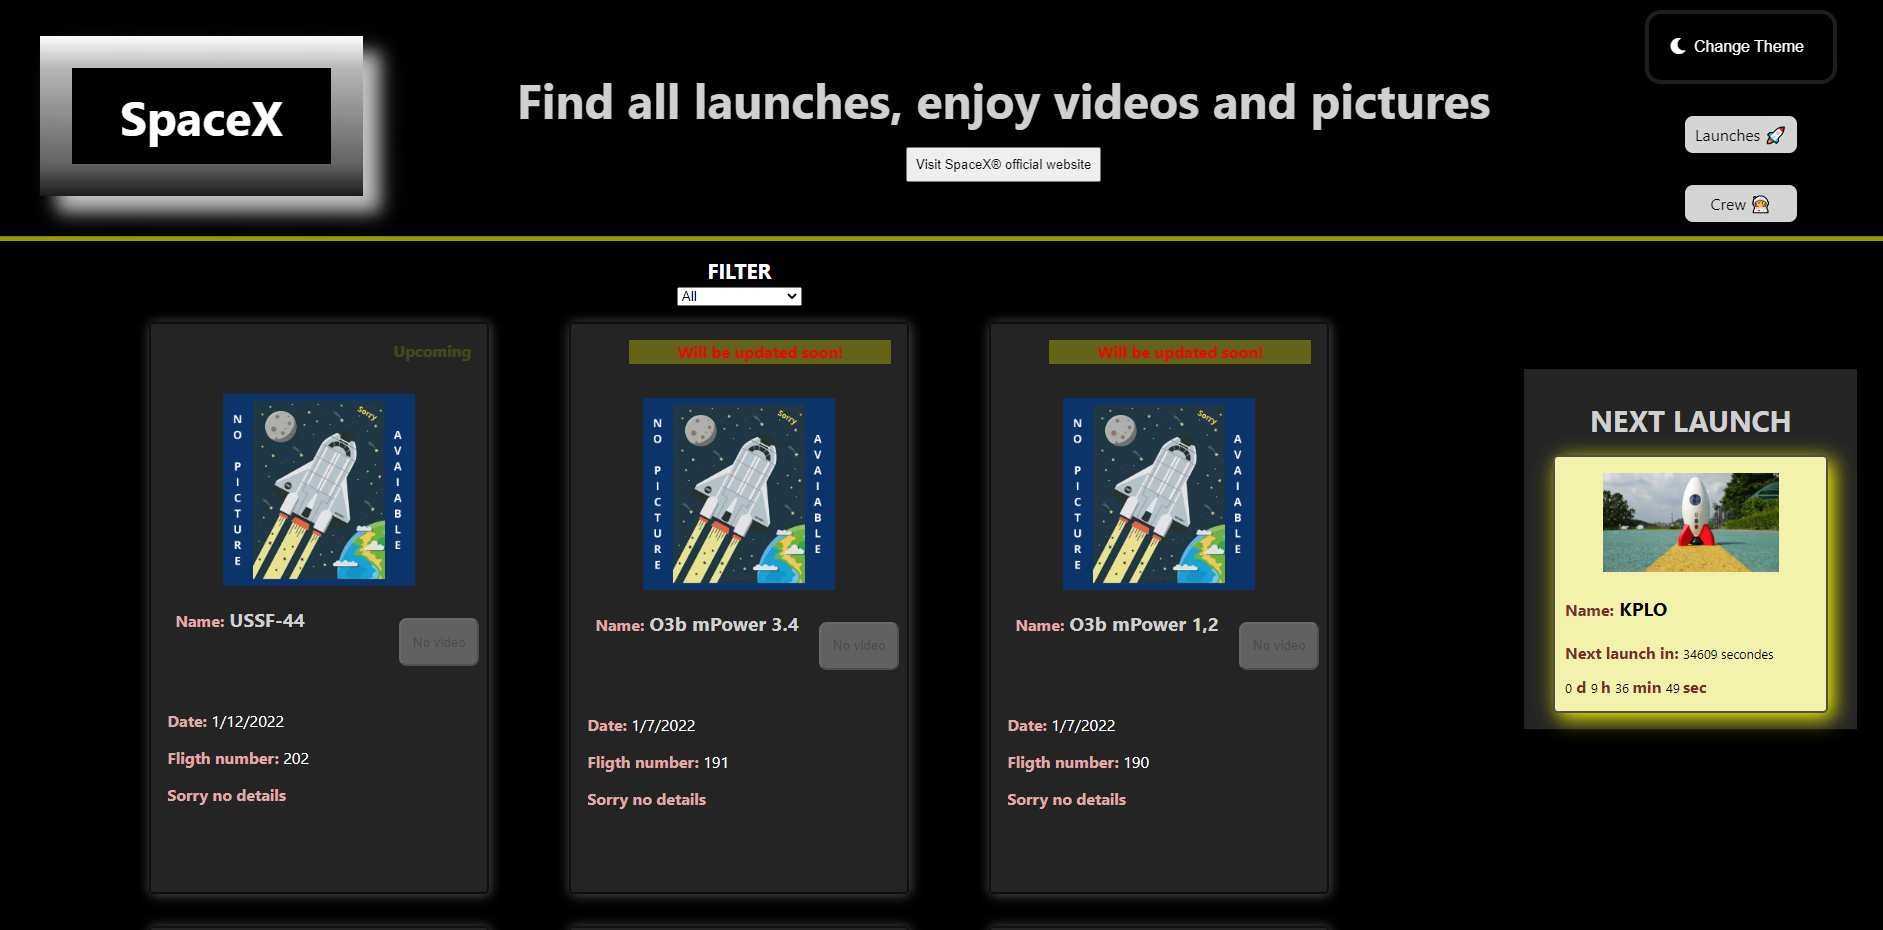 SpaceX
Find all launches, enjoy videos and pictures
Visit SpaceX® official website
Change Theme
Launches
Crew
FILTER
All
Upcoming
Sorry
NO PICTURE
AVAIABLE
Name: USSF-44
No video
Date: 1/12/2022
Fligth number: 202
Sorry no details
Will be updated soon!
Sorry
NO PICTURE
AVAIABLE
Name: O3b mPower 3.4
No video
Date: 1/7/2022
Fligth number: 191
Sorry no details
Will be updated soon!
Sorry
NO PICTURE
AVAIABLE
Name: O3b mPower 1,2
No video
Date: 1/7/2022
Fligth number: 190
Sorry no details
NEXT LAUNCH
Name: KPLO
Next launch in: 34609 secondes
0 d 9 h 36 min 49 sec